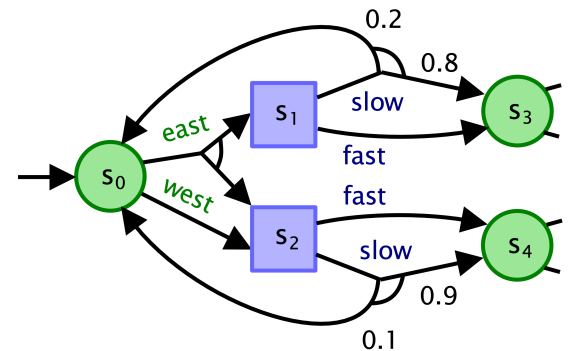 0.2
0.8
s₁
slow
s₃
east
fast
s₀
west
fast
s₂
slow
s₄
0.9
0.1